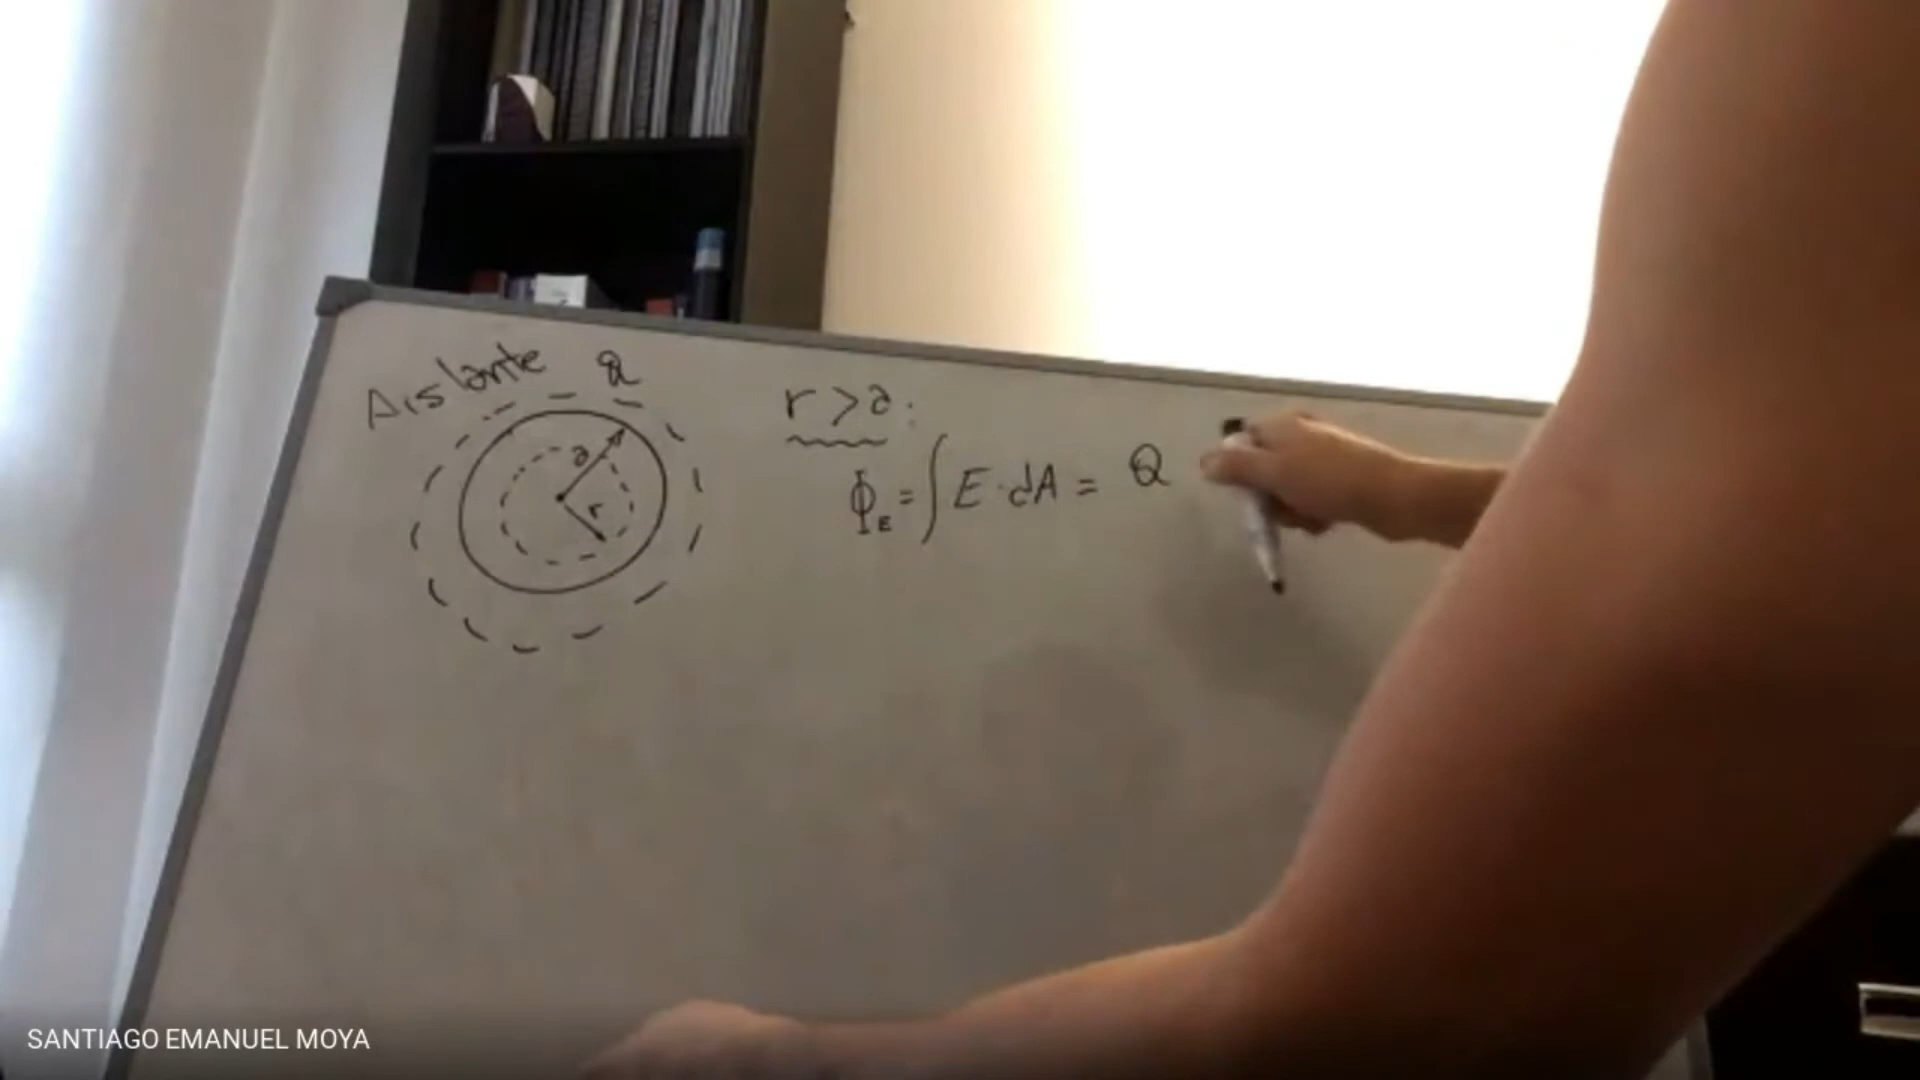 Aislante Q
a
r
r > a :
Φ_E = ∫ E · dA = Q
SANTIAGO EMANUEL MOYA